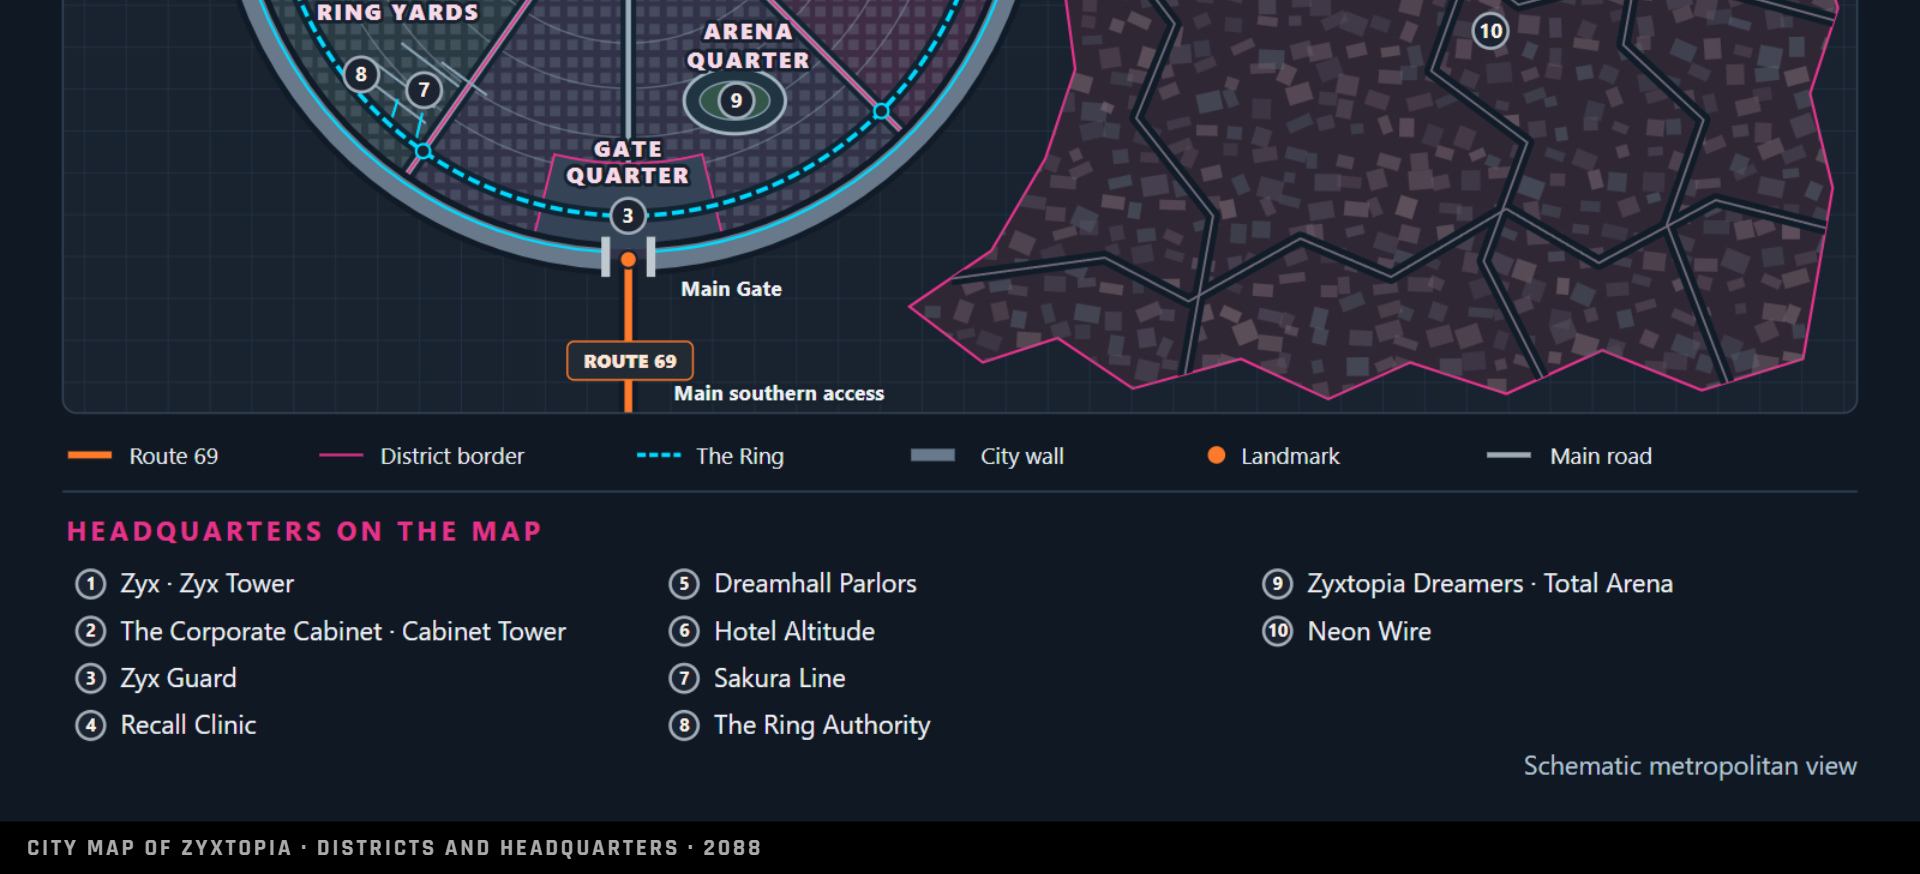 RING YARDS
ARENA
QUARTER
10
8
7
9
GATE
QUARTER
3
Main Gate
ROUTE 69
Main southern access
Route 69
District border
The Ring
City wall
Landmark
Main road
HEADQUARTERS ON THE MAP
1 Zyx · Zyx Tower
2 The Corporate Cabinet · Cabinet Tower
3 Zyx Guard
4 Recall Clinic
5 Dreamhall Parlors
6 Hotel Altitude
7 Sakura Line
8 The Ring Authority
9 Zyxtopia Dreamers · Total Arena
10 Neon Wire
Schematic metropolitan view
CITY MAP OF ZYXTOPIA · DISTRICTS AND HEADQUARTERS · 2088